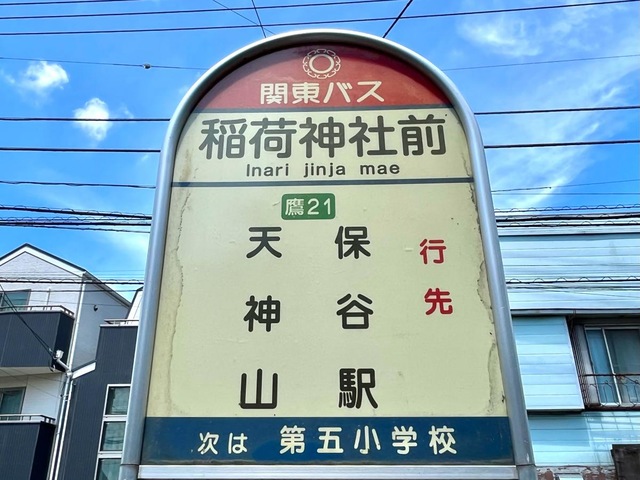 関東バス
稲荷神社前
Inari jinja mae
鷹21
行先
保谷駅
天神山
次は 第五小学校